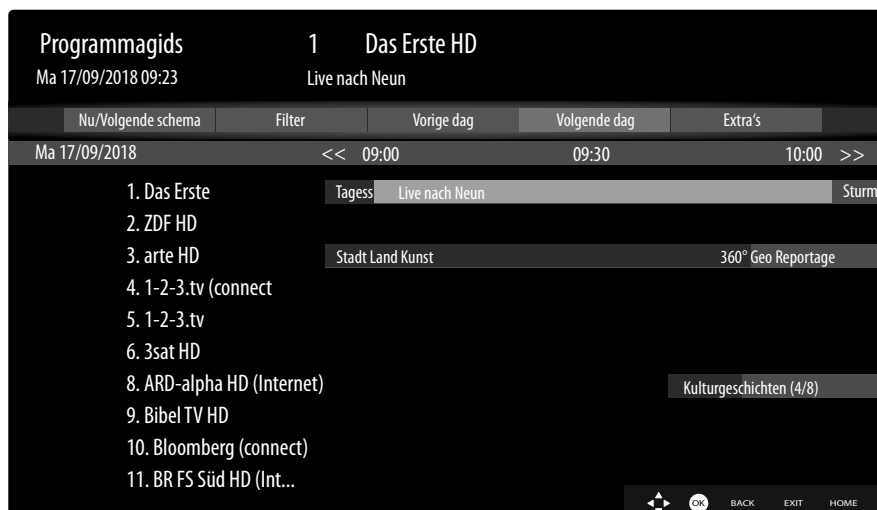 Programmagids 1 Das Erste HD
Ma 17/09/2018 09:23 Live nach Neun
Nu/Volgende schema Filter Vorige dag Volgende dag Extra's
Ma 17/09/2018 << 09:00 09:30 10:00 >>
1. Das Erste Tagess Live nach Neun Sturm
2. ZDF HD
3. arte HD Stadt Land Kunst 360° Geo Reportage
4. 1-2-3.tv (connect
5. 1-2-3.tv
6. 3sat HD
8. ARD-alpha HD (Internet) Kulturgeschichten (4/8)
9. Bibel TV HD
10. Bloomberg (connect)
11. BR FS Süd HD (Int...
OK BACK EXIT HOME